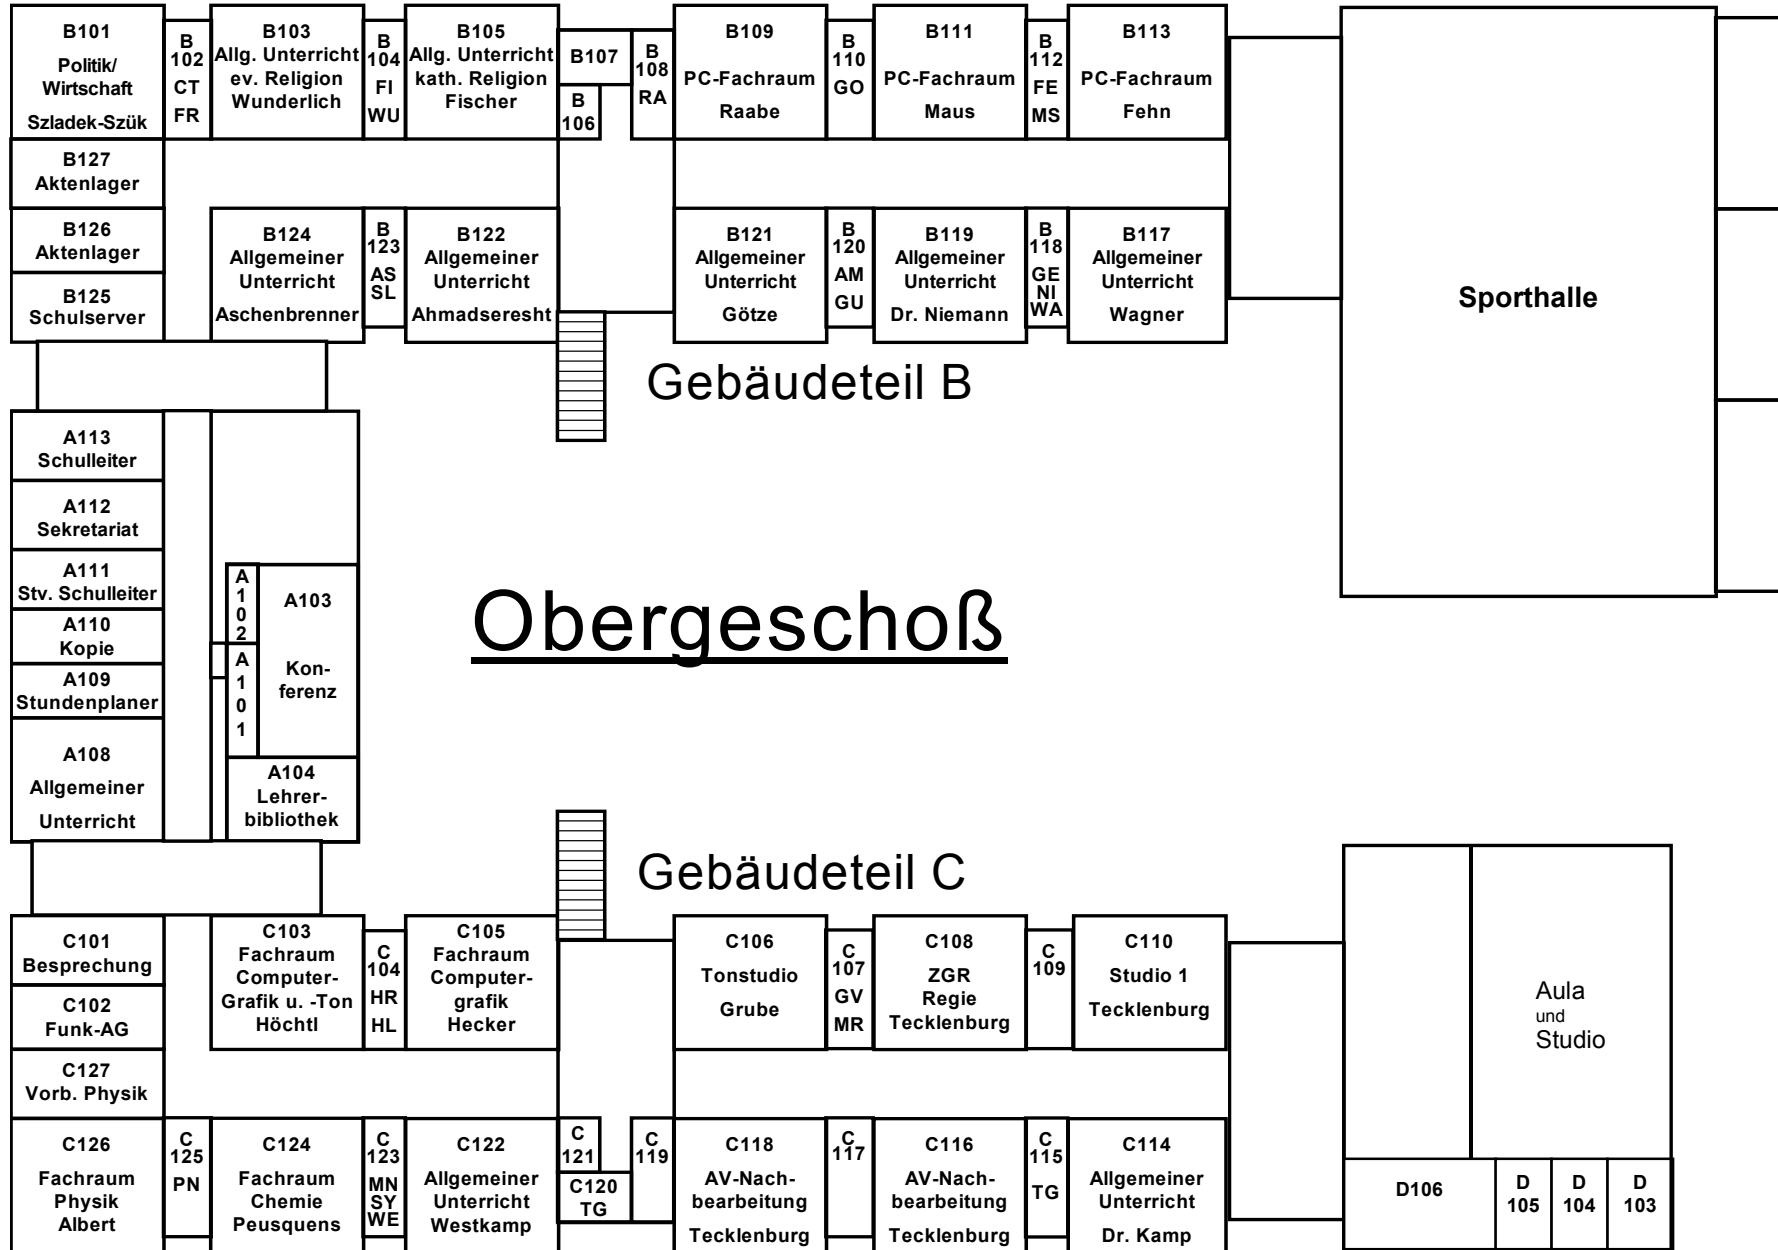 B101
Politik/
Wirtschaft
Szladek-Szük
B
102
CT
FR
B103
Allg. Unterricht
ev. Religion
Wunderlich
B
104
FI
WU
B105
Allg. Unterricht
kath. Religion
Fischer
B107
B
106
B
108
RA
B109
PC-Fachraum
Raabe
B
110
GO
B111
PC-Fachraum
Maus
B
112
FE
MS
B113
PC-Fachraum
Fehn
B127
Aktenlager
B126
Aktenlager
B125
Schulserver
B124
Allgemeiner
Unterricht
Aschenbrenner
B
123
AS
SL
B122
Allgemeiner
Unterricht
Ahmadseresht
B121
Allgemeiner
Unterricht
Götze
B
120
AM
GU
B119
Allgemeiner
Unterricht
Dr. Niemann
B
118
GE
NI
WA
B117
Allgemeiner
Unterricht
Wagner
Sporthalle
Gebäudeteil B
A113
Schulleiter
A112
Sekretariat
A111
Stv. Schulleiter
A110
Kopie
A109
Stundenplaner
A108
Allgemeiner
Unterricht
A
1
0
2
A
1
0
1
A103
Kon-
ferenz
A104
Lehrer-
bibliothek
Obergeschoß
Gebäudeteil C
C101
Besprechung
C102
Funk-AG
C127
Vorb. Physik
C103
Fachraum
Computer-
Grafik u. -Ton
Höchtl
C
104
HR
HL
C105
Fachraum
Computer-
grafik
Hecker
C106
Tonstudio
Grube
C
107
GV
MR
C108
ZGR
Regie
Tecklenburg
C
109
C110
Studio 1
Tecklenburg
Aula
und
Studio
C126
Fachraum
Physik
Albert
C
125
PN
C124
Fachraum
Chemie
Peusquens
C
123
MN
SY
WE
C122
Allgemeiner
Unterricht
Westkamp
C
121
C120
TG
C
119
C118
AV-Nach-
bearbeitung
Tecklenburg
C
117
C116
AV-Nach-
bearbeitung
Tecklenburg
C
115
TG
C114
Allgemeiner
Unterricht
Dr. Kamp
D106
D
105
D
104
D
103